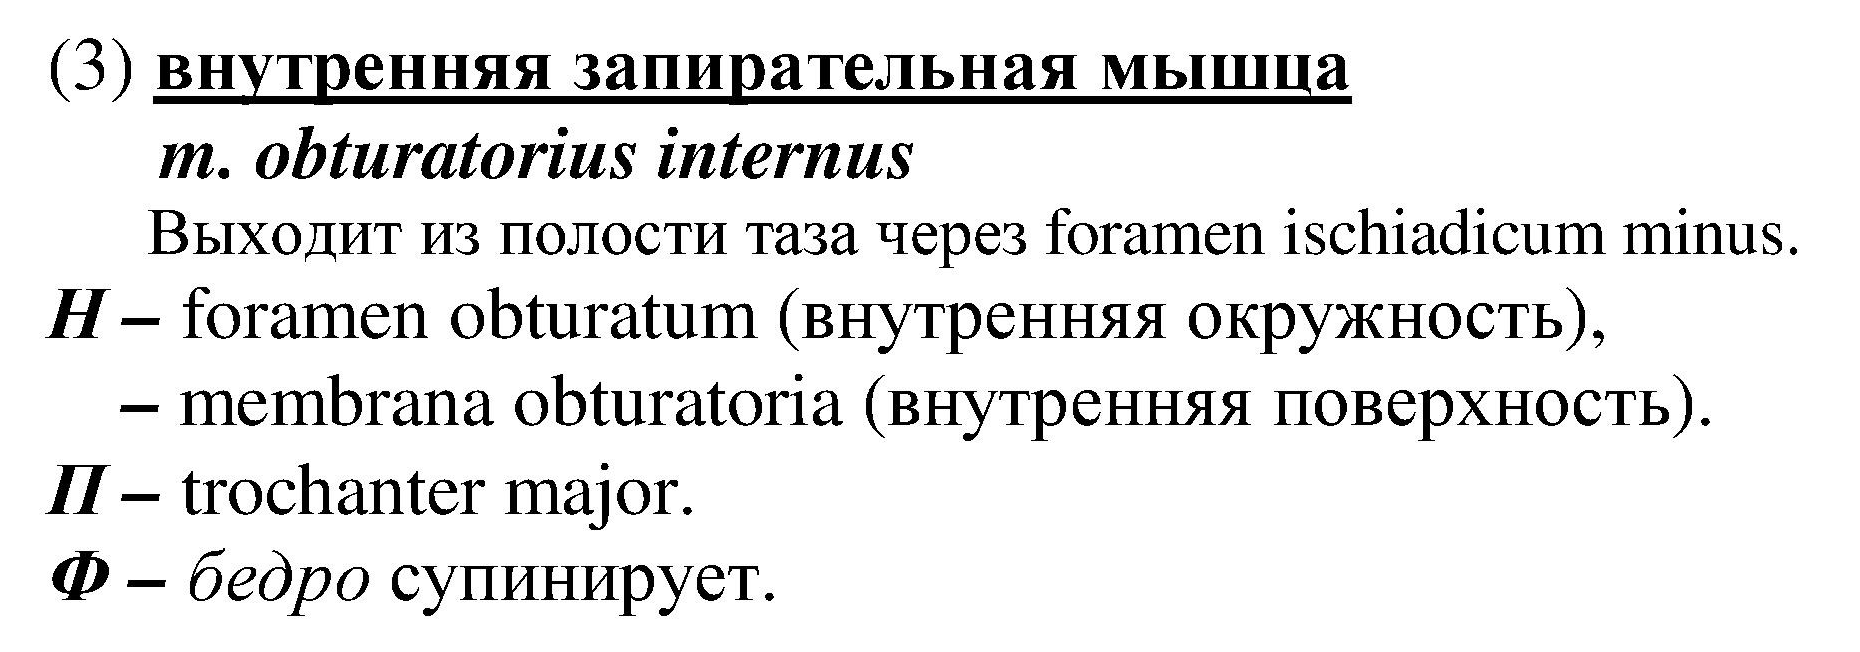 (3) внутренняя запирательная мышца
m. obturatorius internus
Выходит из полости таза через foramen ischiadicum minus.
Н – foramen obturatum (внутренняя окружность),
– membrana obturatoria (внутренняя поверхность).
П – trochanter major.
Ф – бедро супинирует.